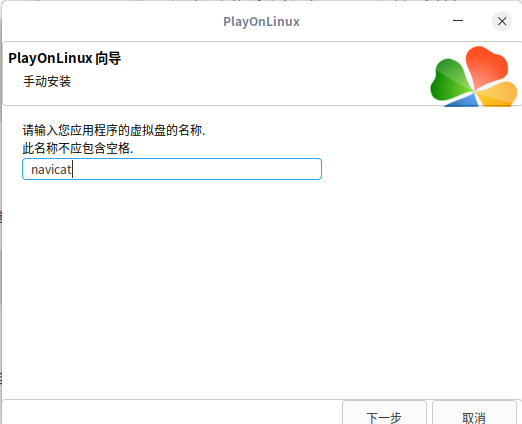 PlayOnLinux
PlayOnLinux 向导
手动安装
请输入您应用程序的虚拟盘的名称.
此名称不应包含空格.
navicat
下一步
取消